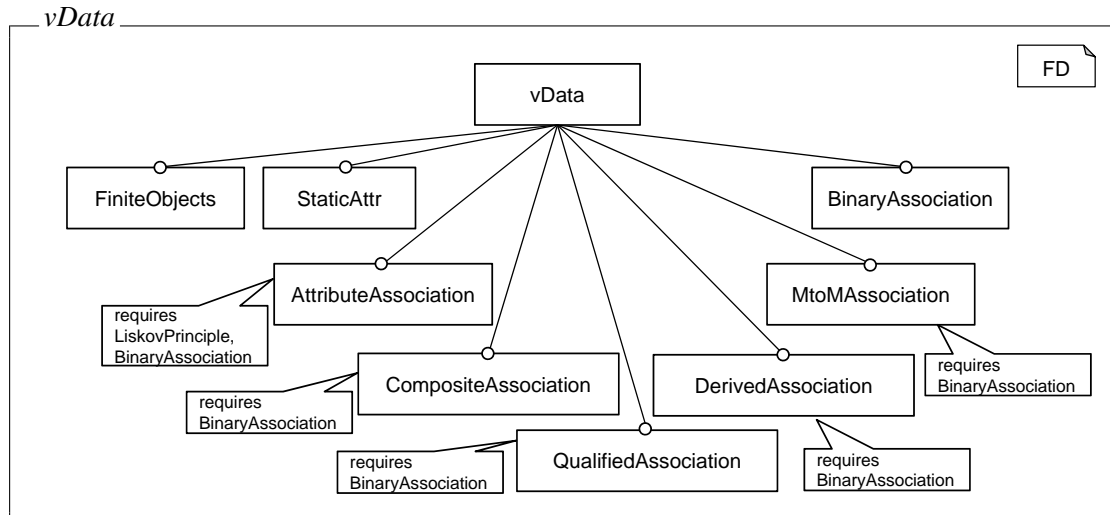 vData
FD
vData
FiniteObjects
StaticAttr
BinaryAssociation
AttributeAssociation
MtoMAssociation
requires
LiskovPrinciple,
BinaryAssociation
CompositeAssociation
DerivedAssociation
requires
BinaryAssociation
requires
BinaryAssociation
QualifiedAssociation
requires
BinaryAssociation
requires
BinaryAssociation